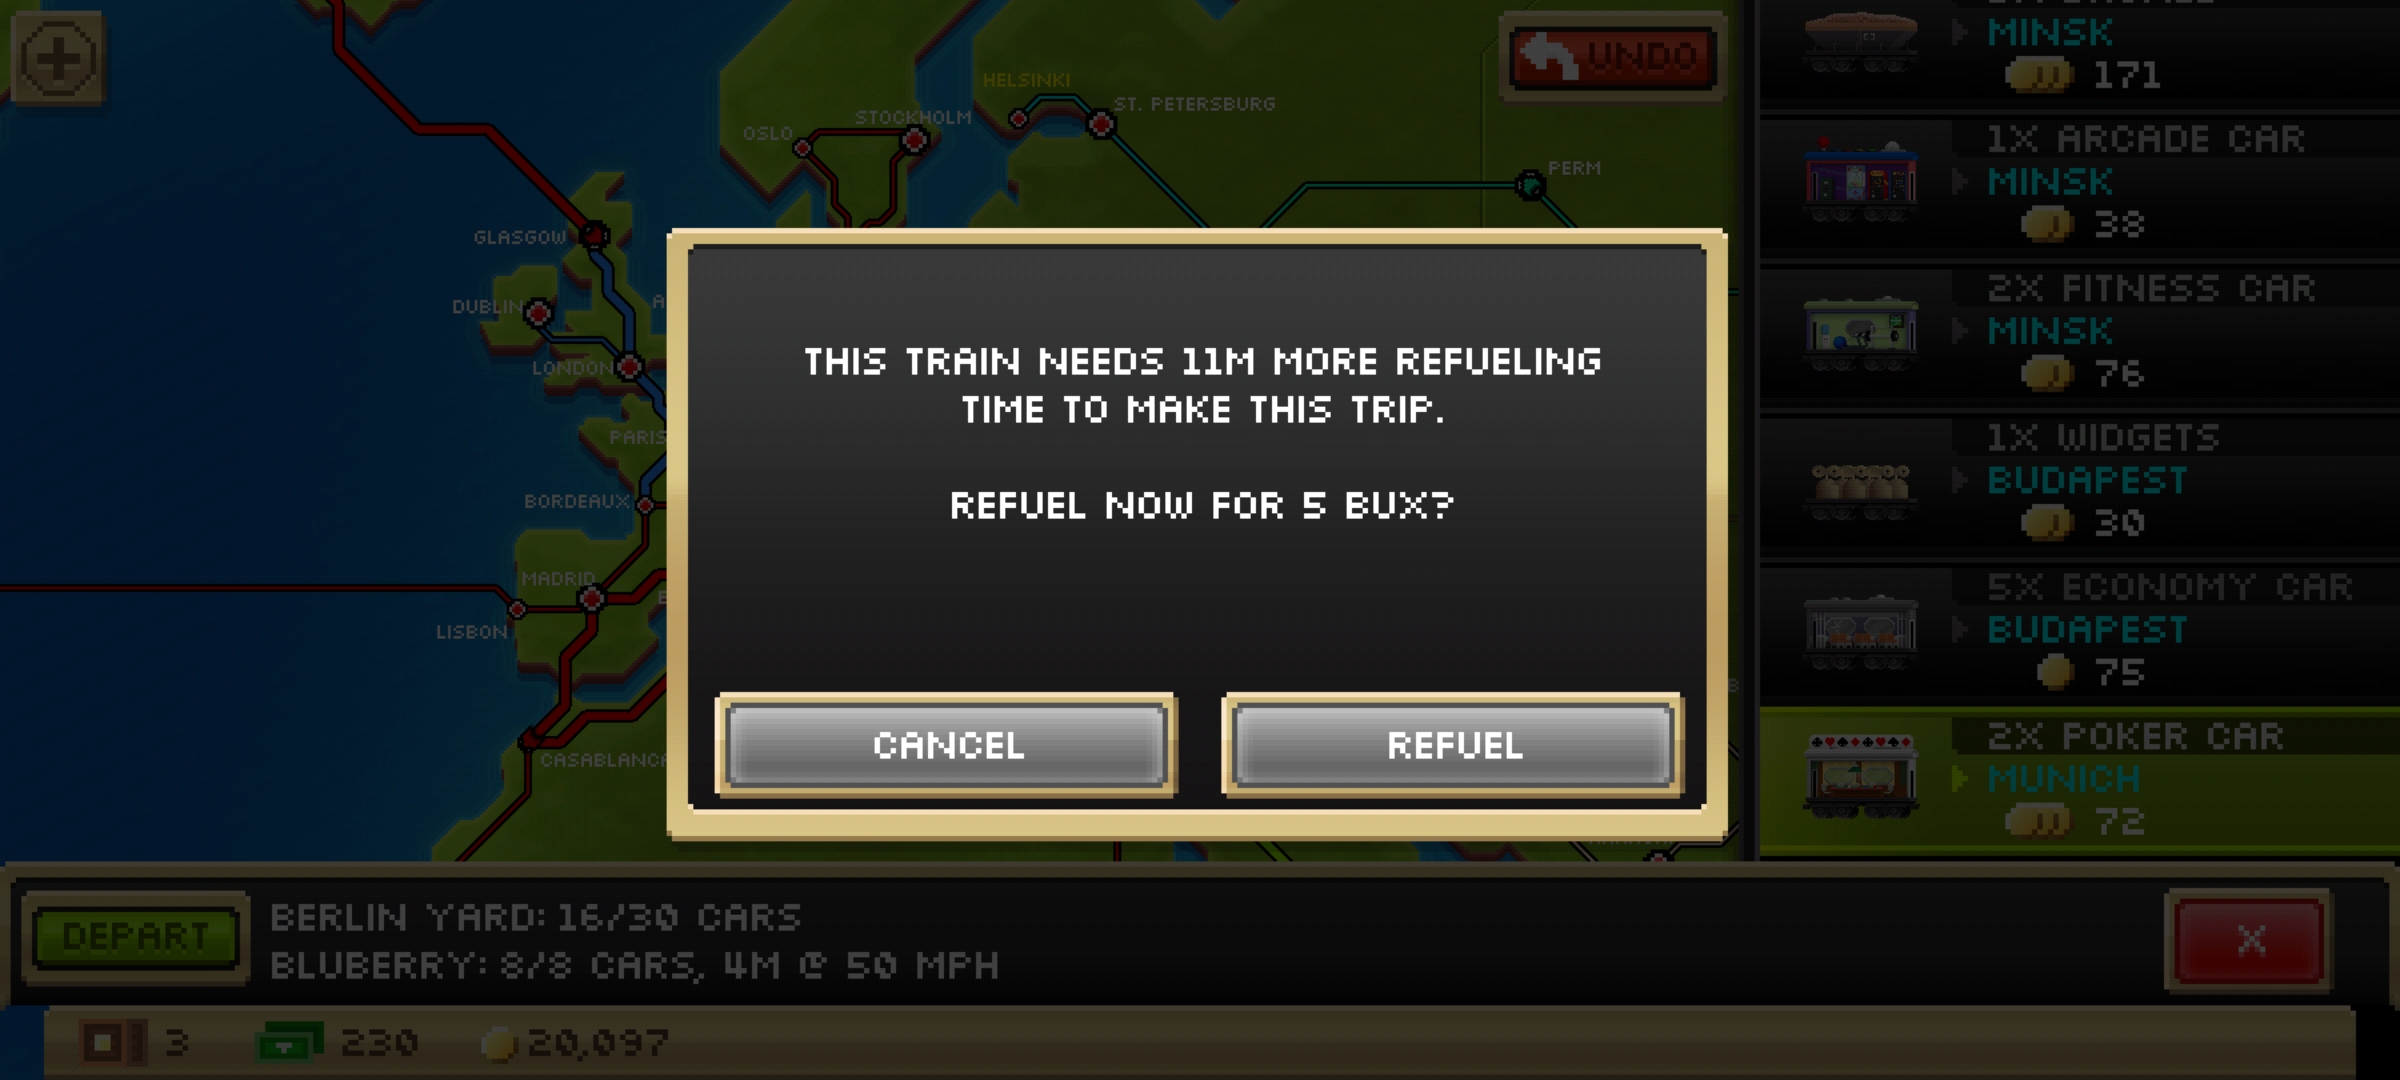 MINSK
171
UNDO
HELSINKI
ST. PETERSBURG
STOCKHOLM
OSLO
PERM
1X ARCADE CAR
MINSK
38
GLASGOW
DUBLIN
LONDON
PARIS
BORDEAUX
MADRID
LISBON
CASABLANCA
THIS TRAIN NEEDS 11M MORE REFUELING
TIME TO MAKE THIS TRIP.
REFUEL NOW FOR 5 BUX?
CANCEL
REFUEL
2X FITNESS CAR
MINSK
76
1X WIDGETS
BUDAPEST
30
5X ECONOMY CAR
BUDAPEST
75
2X POKER CAR
MUNICH
72
DEPART
BERLIN YARD: 16/30 CARS
BLUBERRY: 8/8 CARS, 4M @ 50 MPH
X
3
230
20,097